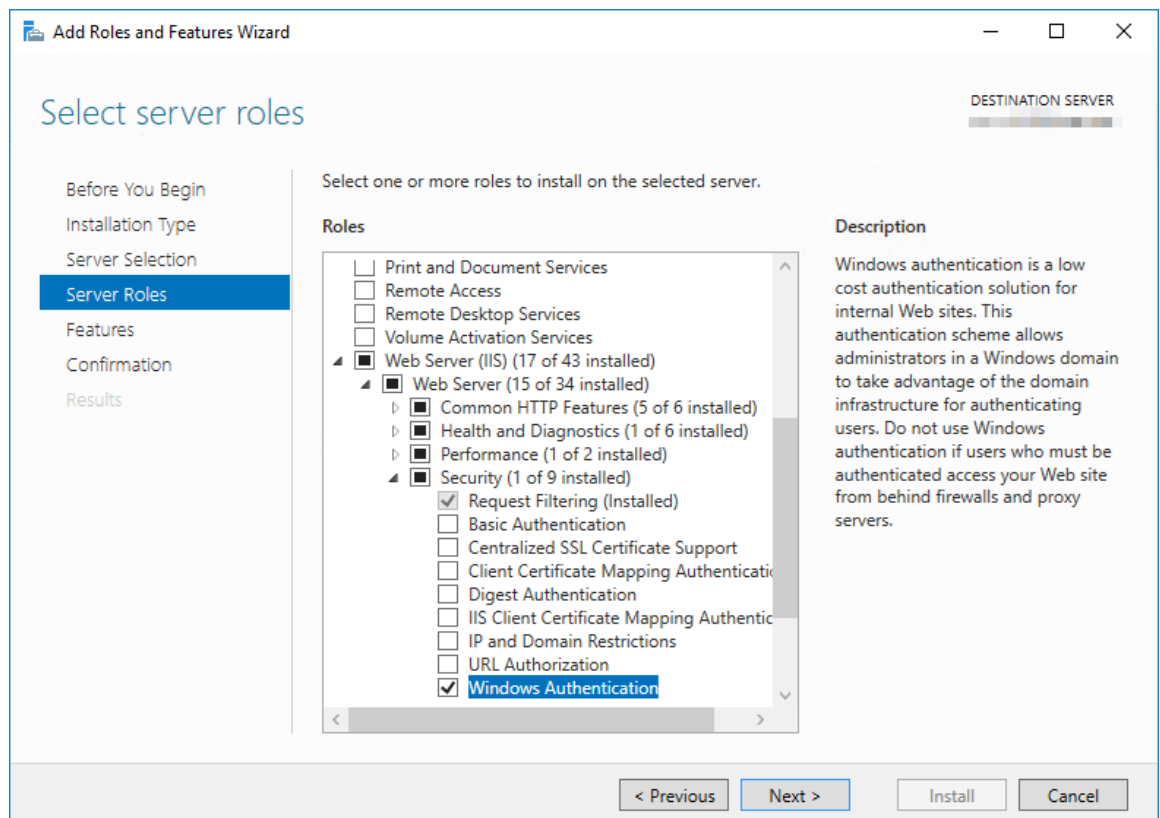 Add Roles and Features Wizard
Select server roles
DESTINATION SERVER
Before You Begin
Installation Type
Server Selection
Server Roles
Features
Confirmation
Results
Select one or more roles to install on the selected server.
Roles
Print and Document Services
Remote Access
Remote Desktop Services
Volume Activation Services
Web Server (IIS) (17 of 43 installed)
Web Server (15 of 34 installed)
Common HTTP Features (5 of 6 installed)
Health and Diagnostics (1 of 6 installed)
Performance (1 of 2 installed)
Security (1 of 9 installed)
Request Filtering (Installed)
Basic Authentication
Centralized SSL Certificate Support
Client Certificate Mapping Authenticatio
Digest Authentication
IIS Client Certificate Mapping Authentic
IP and Domain Restrictions
URL Authorization
Windows Authentication
Description
Windows authentication is a low
cost authentication solution for
internal Web sites. This
authentication scheme allows
administrators in a Windows domain
to take advantage of the domain
infrastructure for authenticating
users. Do not use Windows
authentication if users who must be
authenticated access your Web site
from behind firewalls and proxy
servers.
< Previous
Next >
Install
Cancel